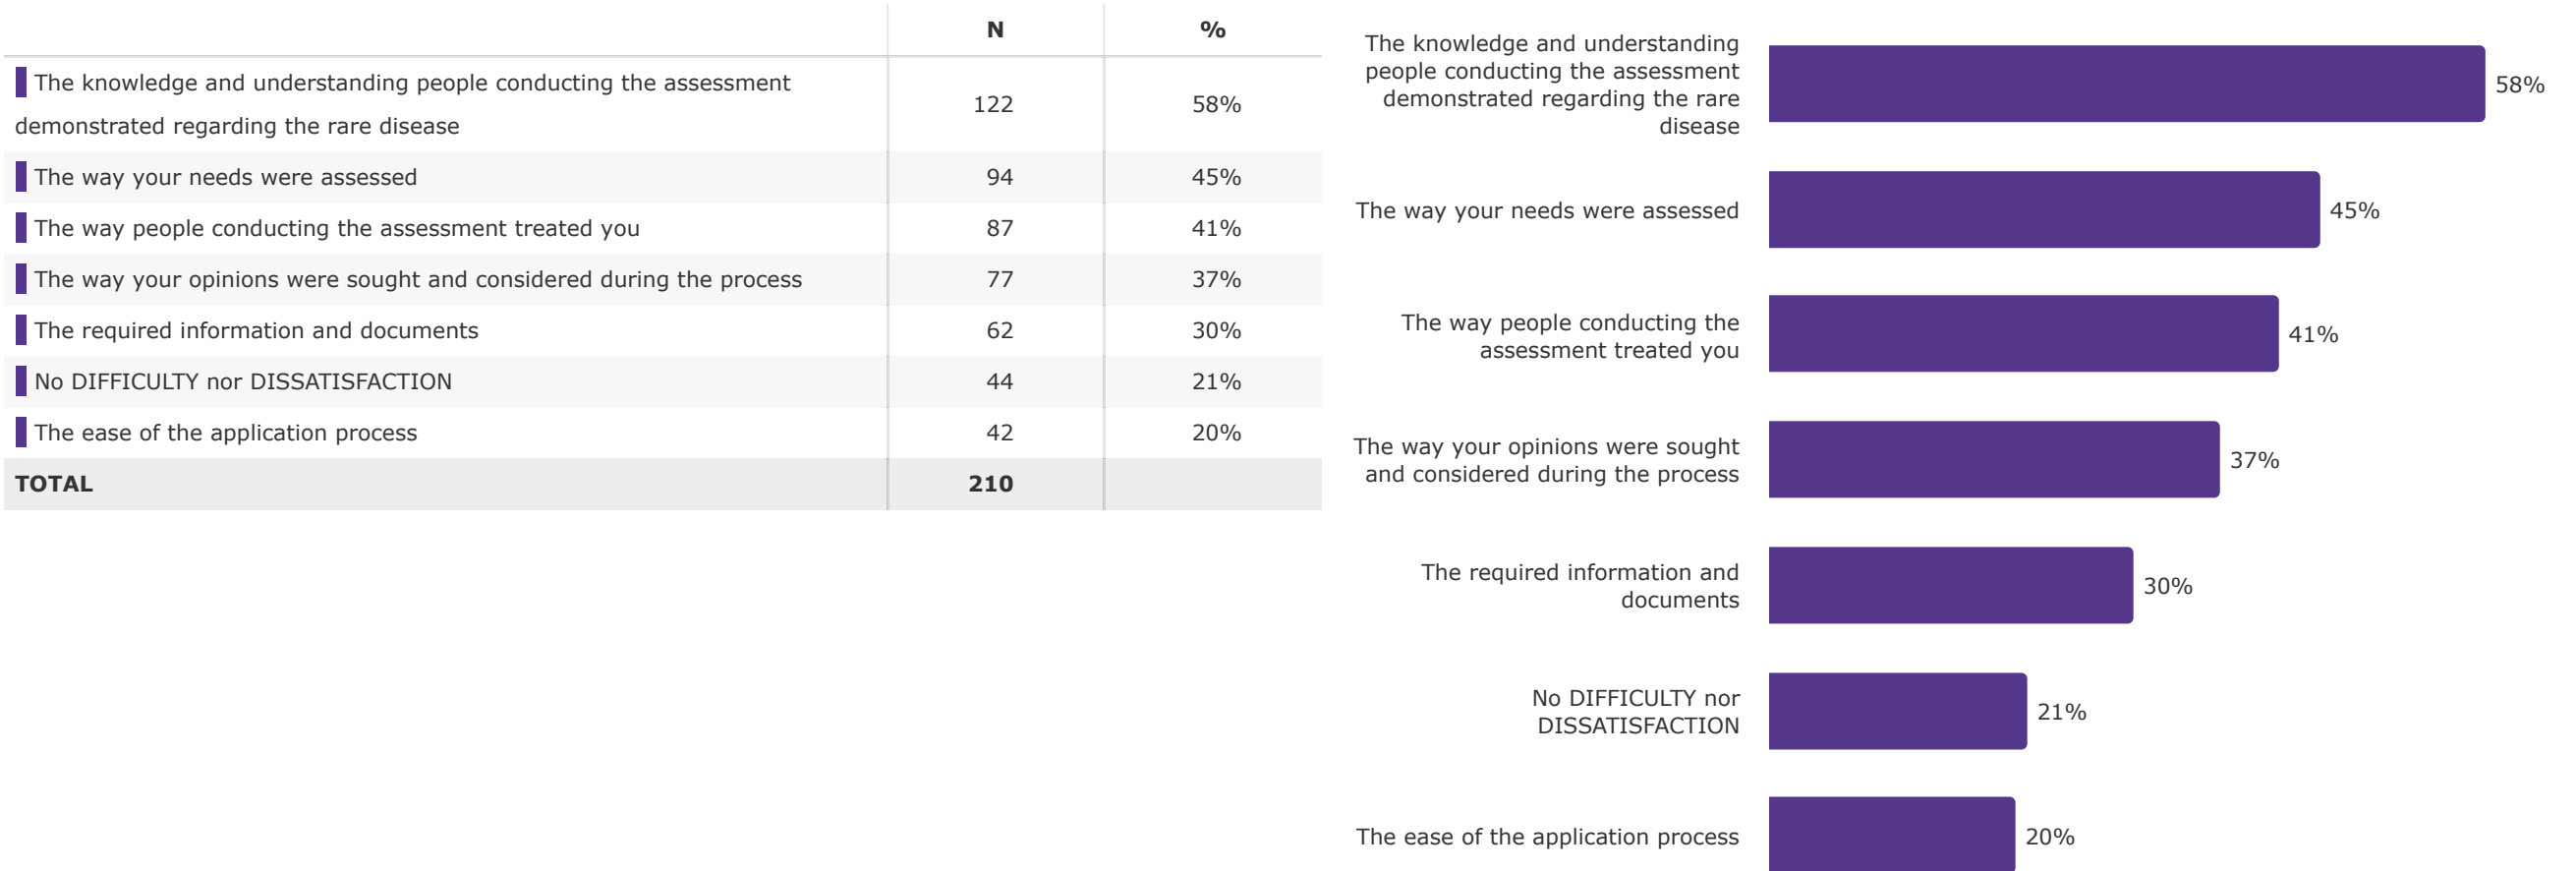 N %
The knowledge and understanding people conducting the assessment
demonstrated regarding the rare disease
122 58%
The way your needs were assessed 94 45%
The way people conducting the assessment treated you 87 41%
The way your opinions were sought and considered during the process 77 37%
The required information and documents 62 30%
No DIFFICULTY nor DISSATISFACTION 44 21%
The ease of the application process 42 20%
TOTAL 210
The knowledge and understanding
people conducting the assessment
demonstrated regarding the rare
disease
58%
The way your needs were assessed
45%
The way people conducting the
assessment treated you
41%
The way your opinions were sought
and considered during the process
37%
The required information and
documents
30%
No DIFFICULTY nor
DISSATISFACTION
21%
The ease of the application process
20%